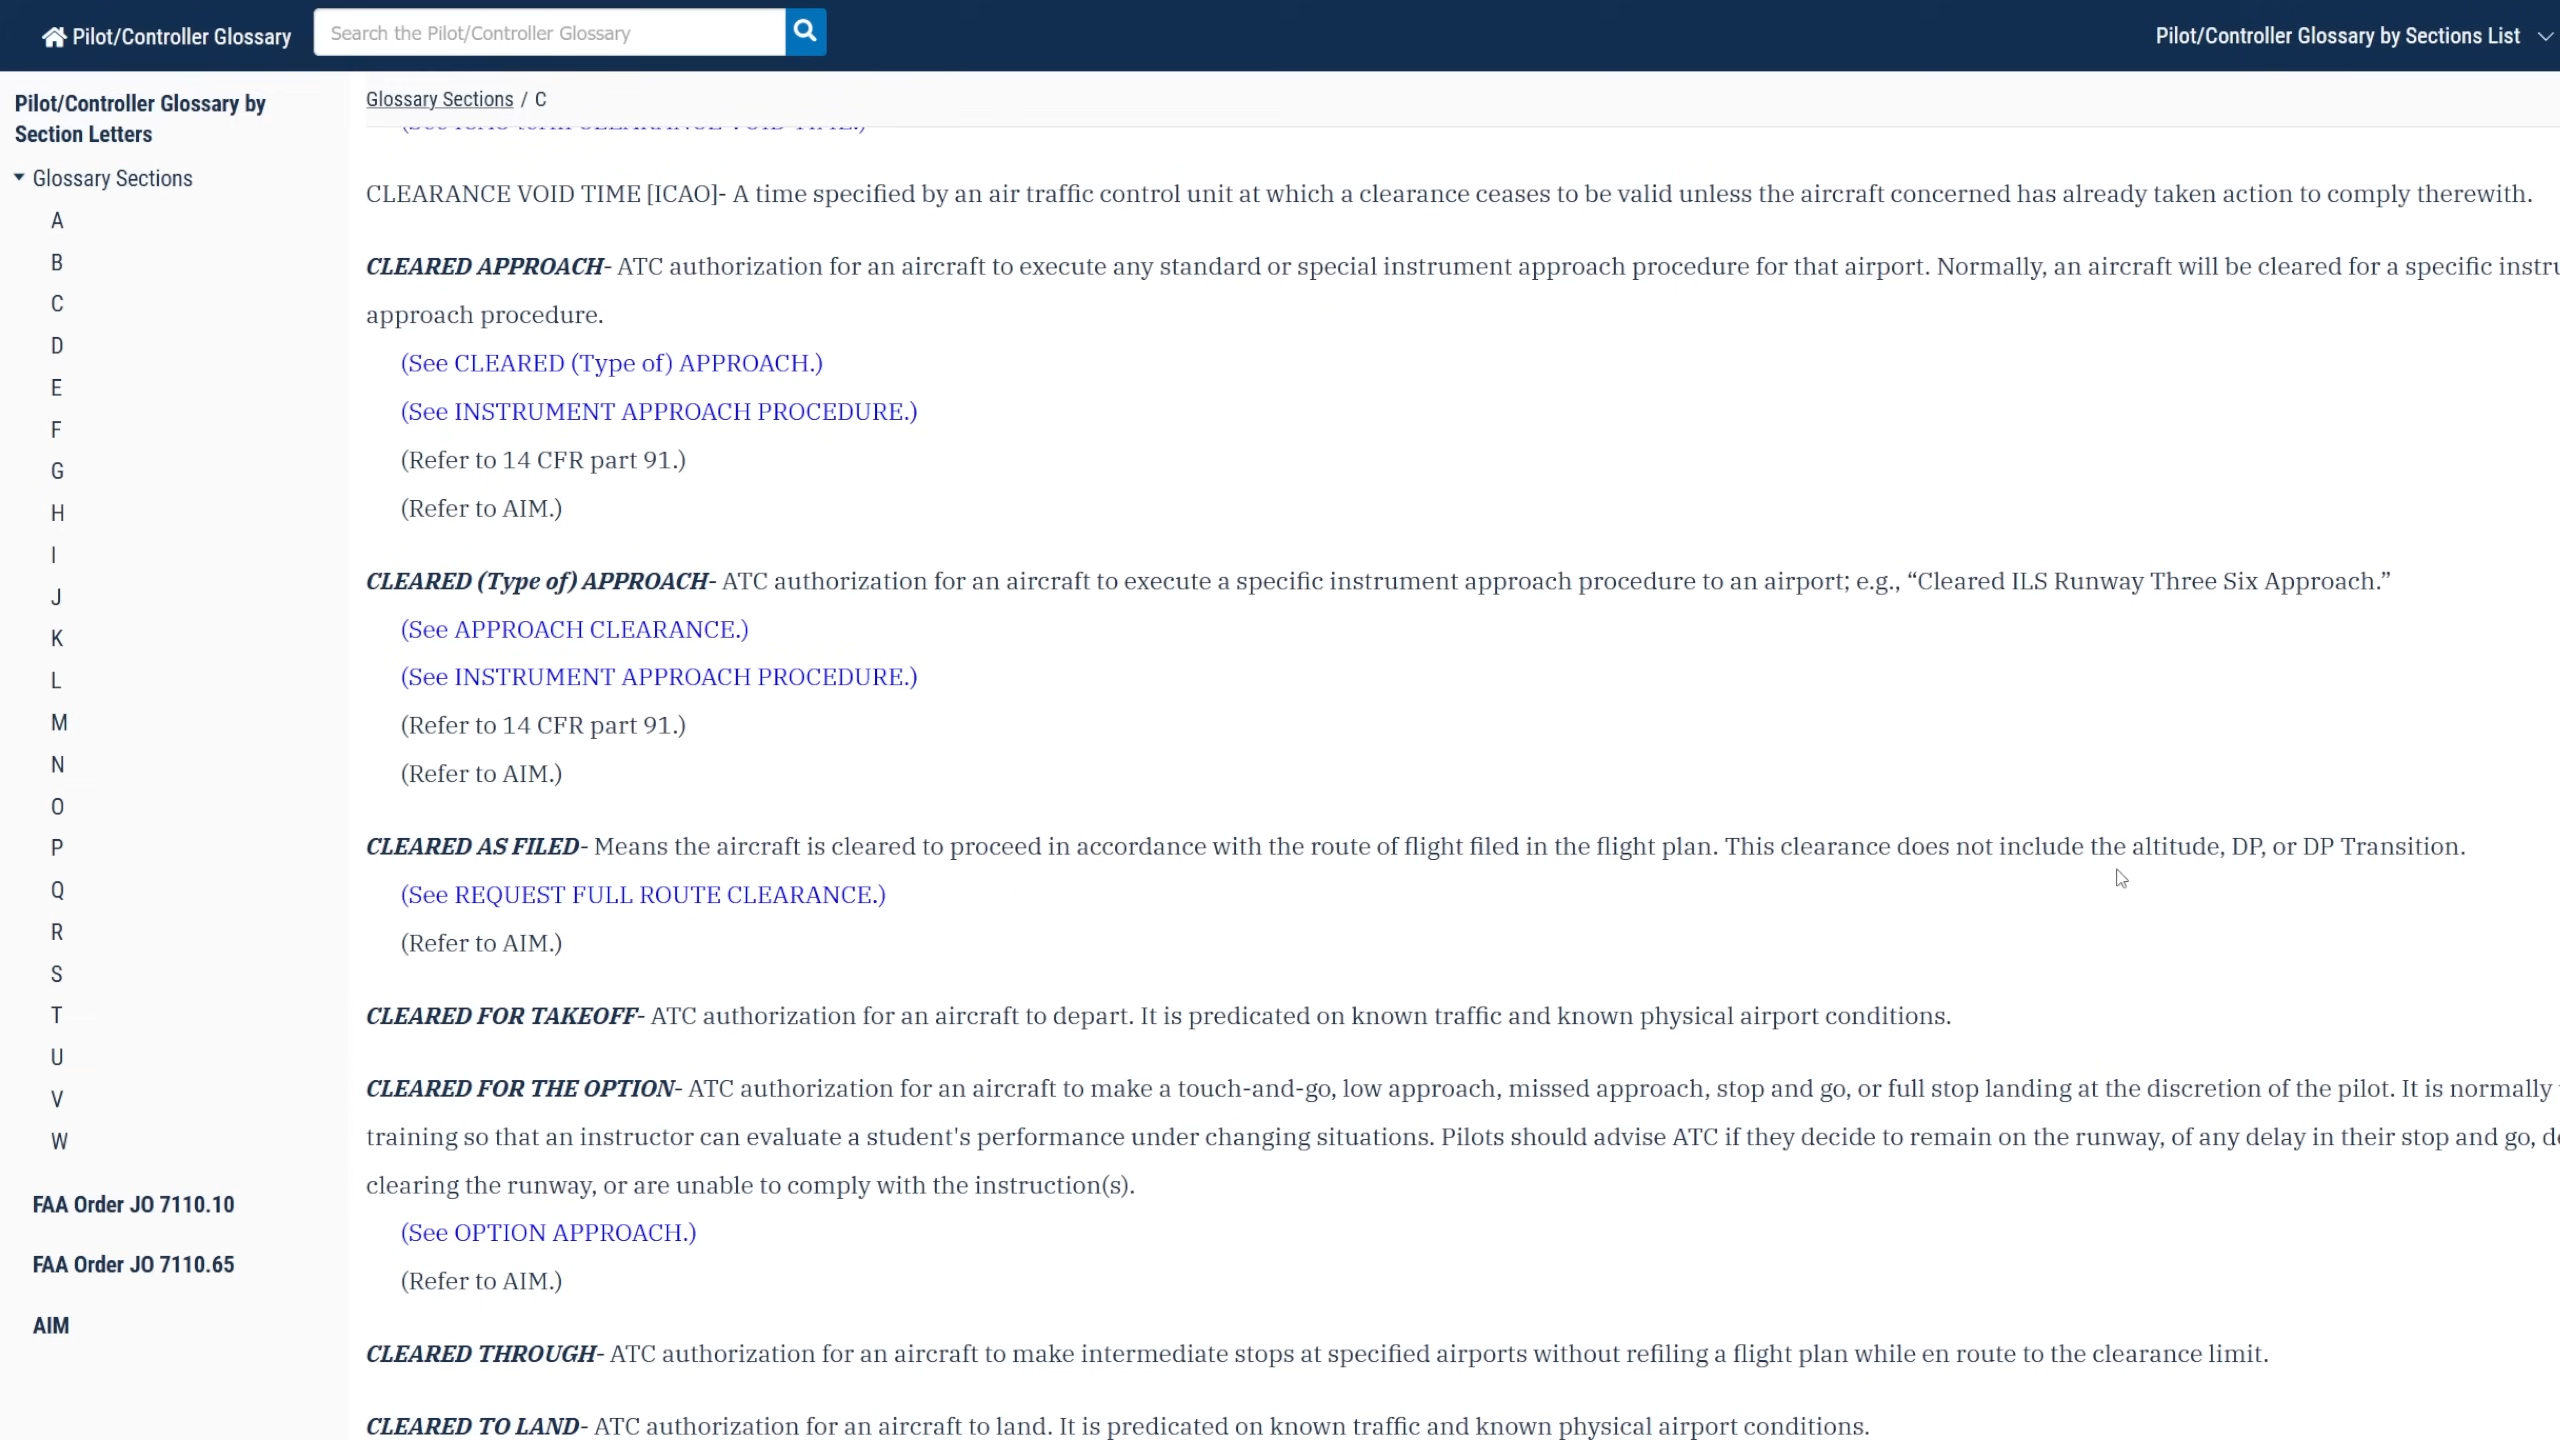 Pilot/Controller Glossary
Search the Pilot/Controller Glossary
Pilot/Controller Glossary by Sections List
Pilot/Controller Glossary by
Section Letters
Glossary Sections
A
B
C
D
E
F
G
H
I
J
K
L
M
N
O
P
Q
R
S
T
U
V
W
FAA Order JO 7110.10
FAA Order JO 7110.65
AIM
Glossary Sections / C
CLEARANCE VOID TIME [ICAO]- A time specified by an air traffic control unit at which a clearance ceases to be valid unless the aircraft concerned has already taken action to comply therewith.
CLEARED APPROACH- ATC authorization for an aircraft to execute any standard or special instrument approach procedure for that airport. Normally, an aircraft will be cleared for a specific instru
approach procedure.
(See CLEARED (Type of) APPROACH.)
(See INSTRUMENT APPROACH PROCEDURE.)
(Refer to 14 CFR part 91.)
(Refer to AIM.)
CLEARED (Type of) APPROACH- ATC authorization for an aircraft to execute a specific instrument approach procedure to an airport; e.g., “Cleared ILS Runway Three Six Approach.”
(See APPROACH CLEARANCE.)
(See INSTRUMENT APPROACH PROCEDURE.)
(Refer to 14 CFR part 91.)
(Refer to AIM.)
CLEARED AS FILED- Means the aircraft is cleared to proceed in accordance with the route of flight filed in the flight plan. This clearance does not include the altitude, DP, or DP Transition.
(See REQUEST FULL ROUTE CLEARANCE.)
(Refer to AIM.)
CLEARED FOR TAKEOFF- ATC authorization for an aircraft to depart. It is predicated on known traffic and known physical airport conditions.
CLEARED FOR THE OPTION- ATC authorization for an aircraft to make a touch-and-go, low approach, missed approach, stop and go, or full stop landing at the discretion of the pilot. It is normally
training so that an instructor can evaluate a student's performance under changing situations. Pilots should advise ATC if they decide to remain on the runway, of any delay in their stop and go, de
clearing the runway, or are unable to comply with the instruction(s).
(See OPTION APPROACH.)
(Refer to AIM.)
CLEARED THROUGH- ATC authorization for an aircraft to make intermediate stops at specified airports without refiling a flight plan while en route to the clearance limit.
CLEARED TO LAND- ATC authorization for an aircraft to land. It is predicated on known traffic and known physical airport conditions.